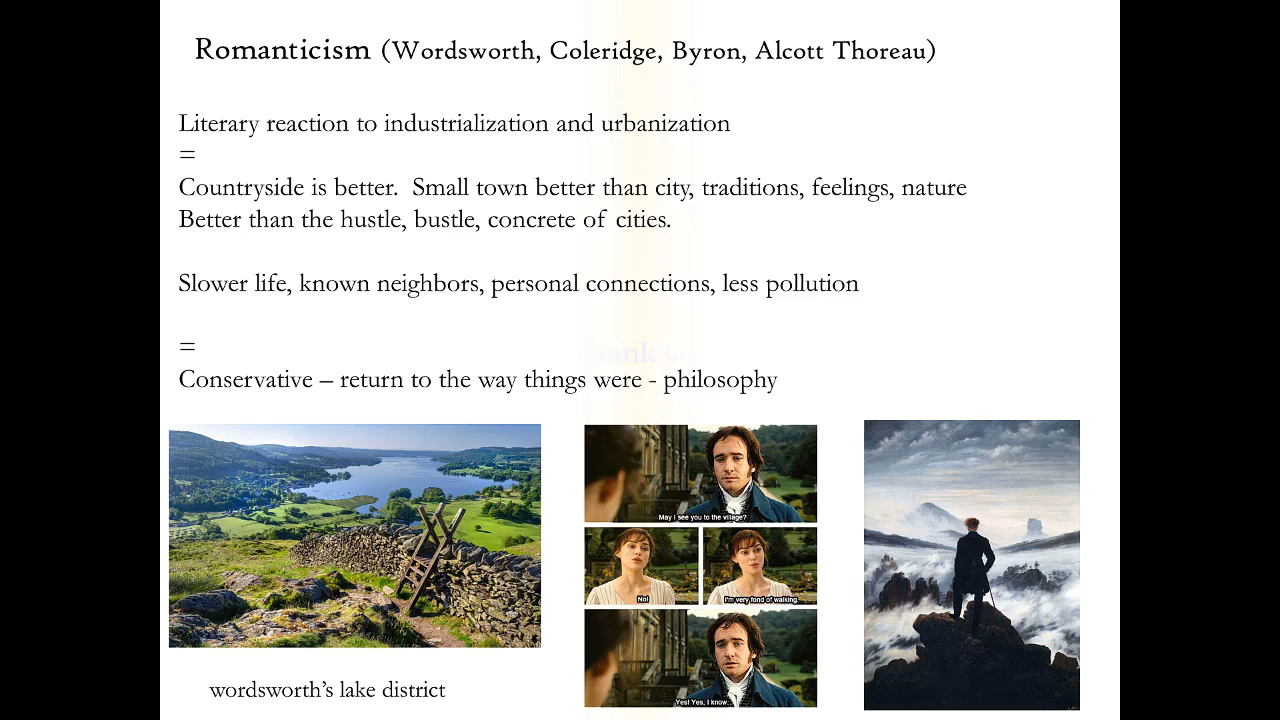 Romanticism (Wordsworth, Coleridge, Byron, Alcott Thoreau)
Literary reaction to industrialization and urbanization
=
Countryside is better.  Small town better than city, traditions, feelings, nature
Better than the hustle, bustle, concrete of cities.
Slower life, known neighbors, personal connections, less pollution
=
Conservative – return to the way things were - philosophy
May I see you to the village?
No!
I'm very fond of walking.
Yes! Yes, I know...
wordsworth's lake district